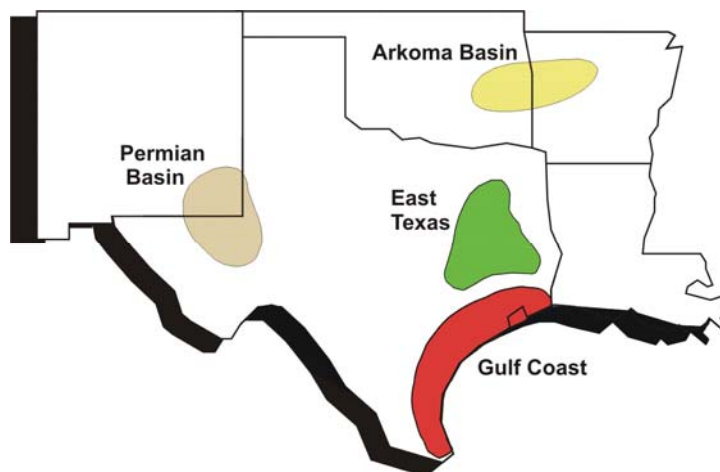 Arkoma Basin
Permian
Basin
East
Texas
Gulf Coast